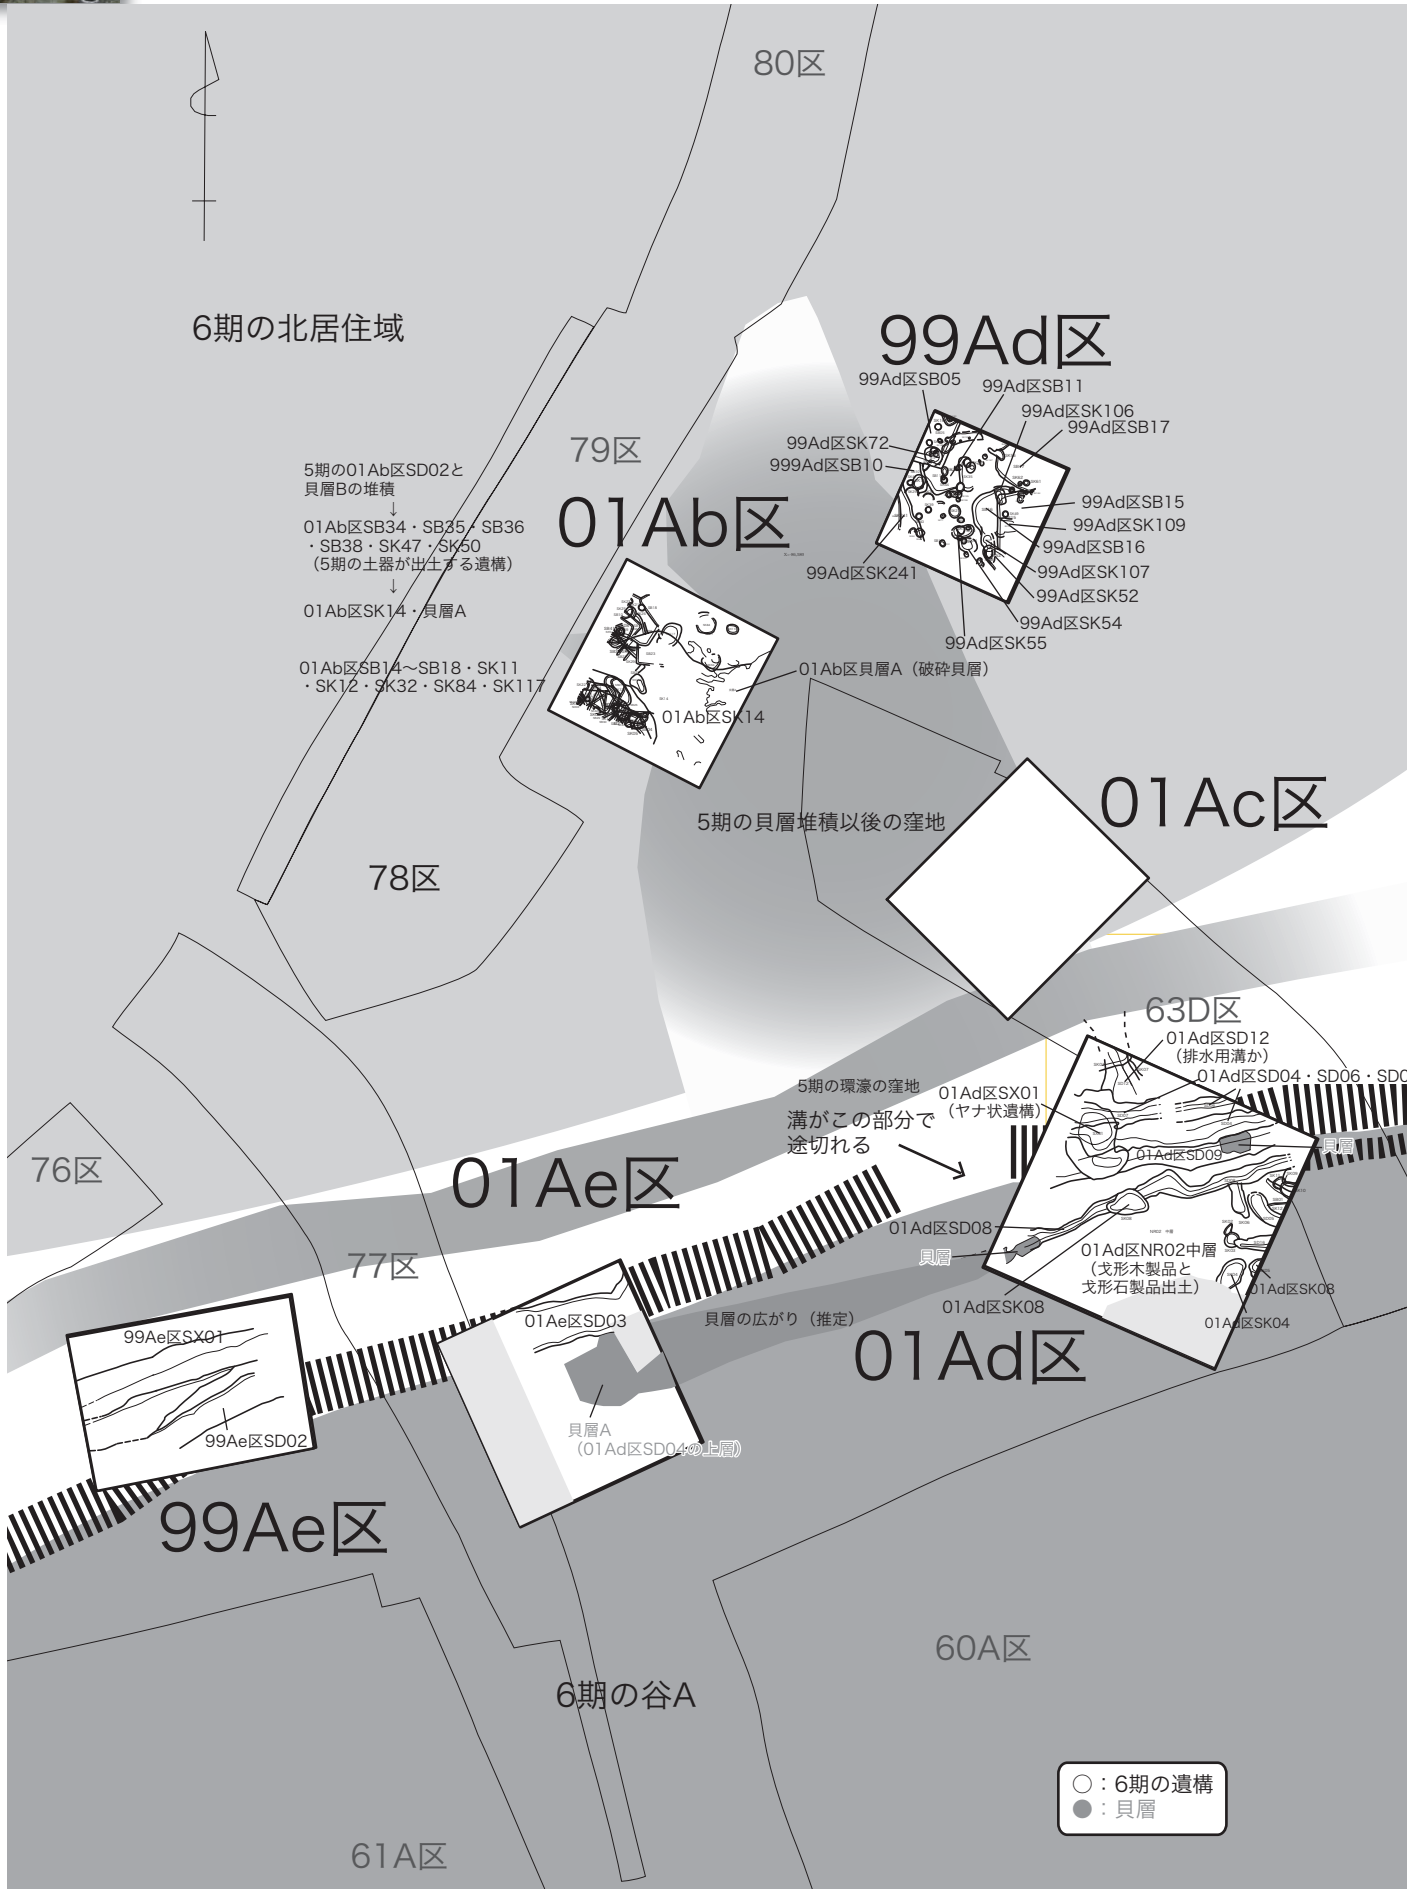 80区
6期の北居住域
99Ad区
99Ad区SB05
99Ad区SB11
99Ad区SK106
99Ad区SB17
99Ad区SK72
999Ad区SB10
99Ad区SB15
99Ad区SK109
99Ad区SB16
99Ad区SK107
99Ad区SK52
99Ad区SK54
99Ad区SK55
99Ad区SK241
79区
01Ab区
5期の01Ab区SD02と
貝層Bの堆積
↓
01Ab区SB34・SB35・SB36
・SB38・SK47・SK50
（5期の土器が出土する遺構）
↓
01Ab区SK14・貝層A
01Ab区SB14〜SB18・SK11
・SK12・SK32・SK84・SK117
01Ab区貝層A（破砕貝層）
01Ab区SK14
01Ac区
5期の貝層堆積以後の窪地
78区
63D区
01Ad区SD12
（排水用溝か）
01Ad区SD04・SD06・SD0
5期の環濠の窪地
01Ad区SX01
（ヤナ状遺構）
溝がこの部分で
途切れる
貝層
01Ad区SD09
76区
01Ae区
01Ad区SD08
貝層
01Ad区NR02中層
（戈形木製品と
戈形石製品出土）
01Ad区SK08
01Ad区SK08
01Ad区SK04
77区
99Ae区SX01
01Ae区SD03
貝層の広がり（推定）
01Ad区
99Ae区SD02
貝層A
（01Ad区SD04の上層）
99Ae区
60A区
6期の谷A
61A区
○：6期の遺構
●：貝層